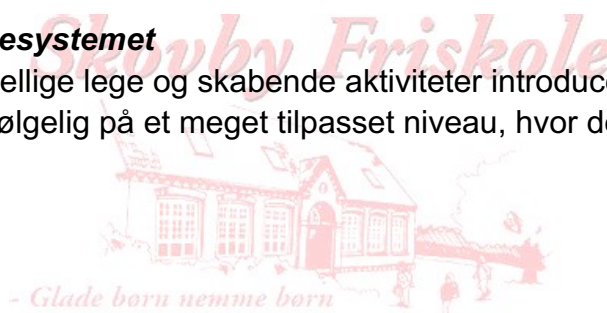 esystemet
Skovby Friskole
ellige lege og skabende aktiviteter introduce
ølgelig på et meget tilpasset niveau, hvor de
- Glade børn nemme børn